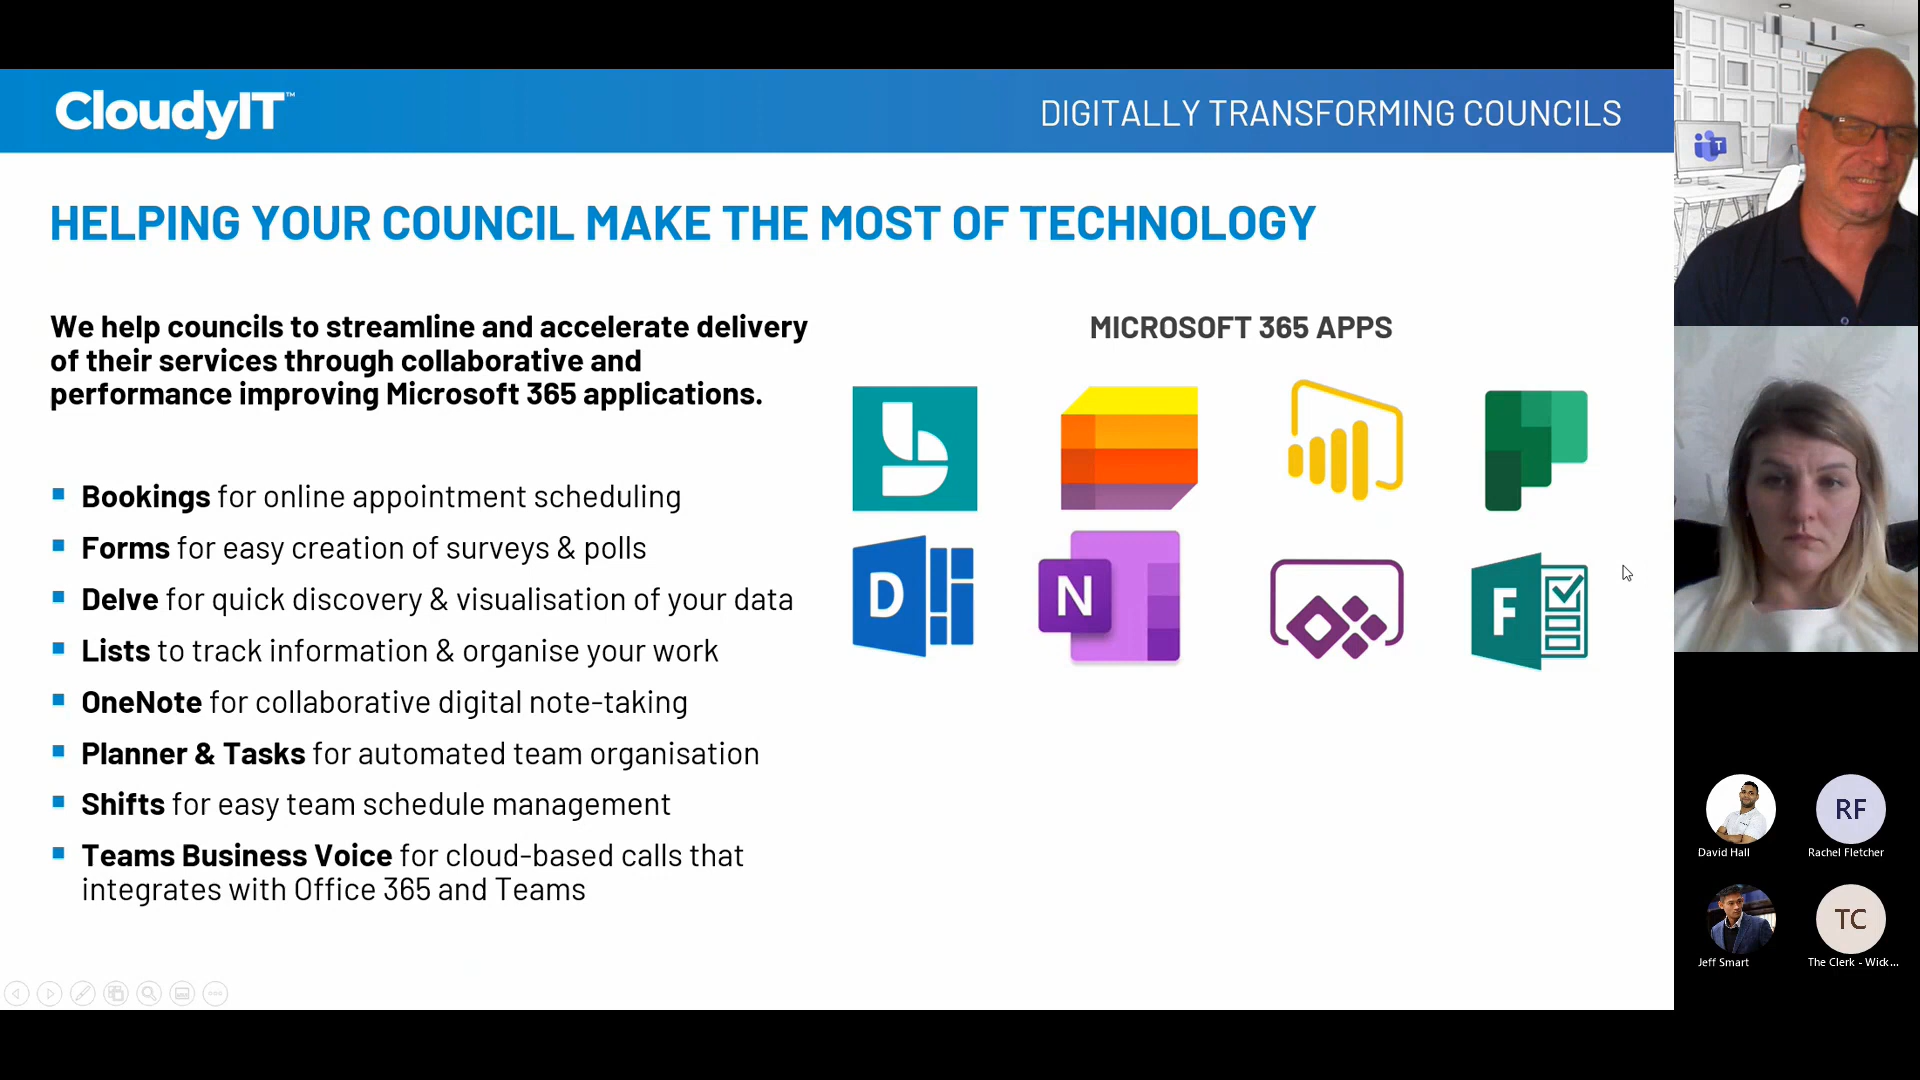 CloudyIT™
DIGITALLY TRANSFORMING COUNCILS
HELPING YOUR COUNCIL MAKE THE MOST OF TECHNOLOGY
We help councils to streamline and accelerate delivery
of their services through collaborative and
performance improving Microsoft 365 applications.
Bookings for online appointment scheduling
Forms for easy creation of surveys & polls
Delve for quick discovery & visualisation of your data
Lists to track information & organise your work
OneNote for collaborative digital note-taking
Planner & Tasks for automated team organisation
Shifts for easy team schedule management
Teams Business Voice for cloud-based calls that
integrates with Office 365 and Teams
MICROSOFT 365 APPS
b
D
N
F
T
RF
David Hall
Rachel Fletcher
TC
Jeff Smart
The Clerk - Wick...